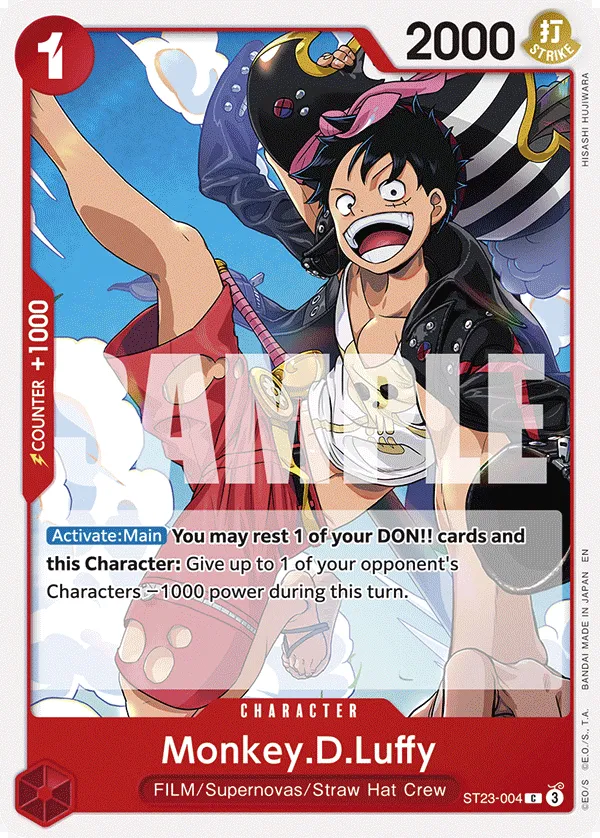 1
2000
打
STRIKE
HISASHI HUJIWARA
COUNTER +1000
SAMPLE
Activate:Main You may rest 1 of your DON!! cards and
this Character: Give up to 1 of your opponent's
Characters −1000 power during this turn.
©E.O/S ©E.O./S., T.A. BANDAI MADE IN JAPAN EN
CHARACTER
Monkey.D.Luffy
FILM/Supernovas/Straw Hat Crew
ST23-004 C 3